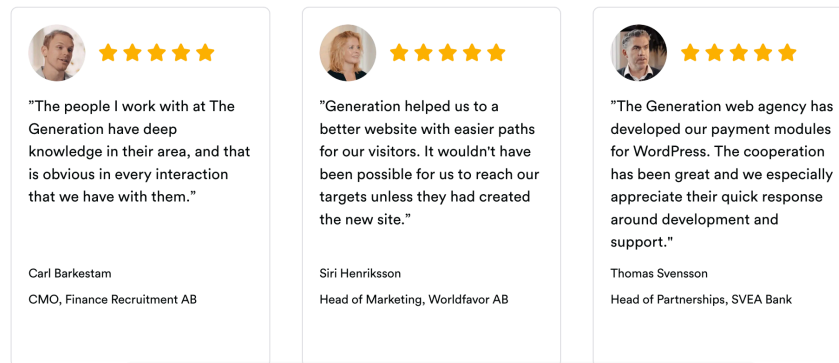 ”The people I work with at The
Generation have deep
knowledge in their area, and that
is obvious in every interaction
that we have with them.”
Carl Barkestam
CMO, Finance Recruitment AB
”Generation helped us to a
better website with easier paths
for our visitors. It wouldn't have
been possible for us to reach our
targets unless they had created
the new site.”
Siri Henriksson
Head of Marketing, Worldfavor AB
”The Generation web agency has
developed our payment modules
for WordPress. The cooperation
has been great and we especially
appreciate their quick response
around development and
support."
Thomas Svensson
Head of Partnerships, SVEA Bank